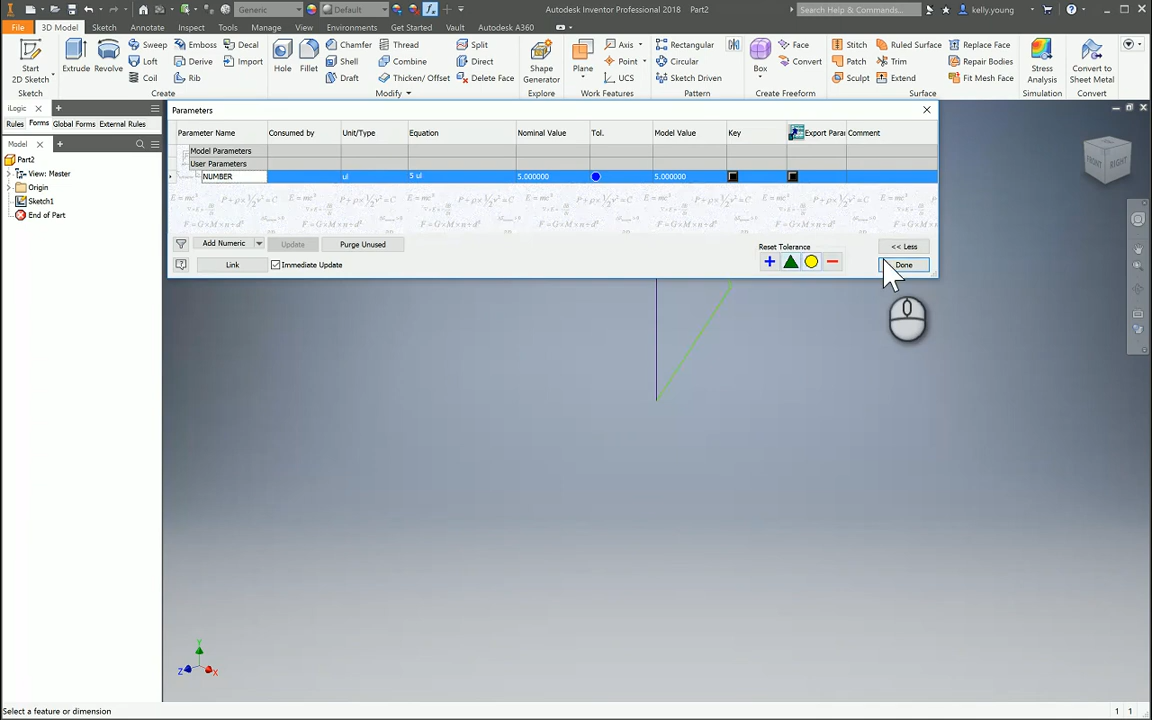 Generic
Default
Autodesk Inventor Professional 2018 Part2
Search Help & Commands...
kelly.young
File 3D Model Sketch Annotate Inspect Tools Manage View Environments Get Started Vault Autodesk A360
Start 2D Sketch
Extrude
Revolve
Sweep
Loft
Coil
Emboss
Derive
Rib
Decal
Import
Create
Hole
Fillet
Chamfer
Shell
Draft
Thread
Combine
Thicken/ Offset
Split
Direct
Delete Face
Modify
Shape Generator
Explore
Plane
Axis
Point
UCS
Work Features
Rectangular
Circular
Sketch Driven
Pattern
Box
Face
Convert
Create Freeform
Stitch
Patch
Sculpt
Ruled Surface
Trim
Extend
Replace Face
Repair Bodies
Fit Mesh Face
Surface
Stress Analysis
Simulation
Convert to Sheet Metal
Convert
iLogic
Rules Forms Global Forms External Rules
Model
Part2
View: Master
Origin
Sketch1
End of Part
Parameters
Parameter Name Consumed by Unit/Type Equation Nominal Value Tol. Model Value Key Export Parar Comment
Model Parameters
User Parameters
NUMBER ul 5 ul 5.000000 5.000000
Add Numeric Update Purge Unused
Link Immediate Update
Reset Tolerance
<< Less
Done
FRONT RIGHT
Y
Z X
Select a feature or dimension
1 1